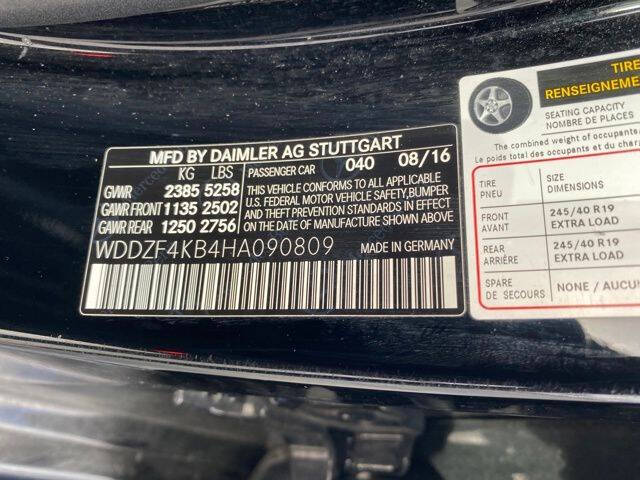 MFD BY DAIMLER AG STUTTGART
KG LBS PASSENGER CAR 040 08/16
GVWR 2385 5258
GAWR FRONT 1135 2502
GAWR REAR 1250 2756
THIS VEHICLE CONFORMS TO ALL APPLICABLE
U.S. FEDERAL MOTOR VEHICLE SAFETY, BUMPER
AND THEFT PREVENTION STANDARDS IN EFFECT
ON THE DATE OF MANUFACTURE SHOWN ABOVE
WDDZF4KB4HA090809 MADE IN GERMANY
TIRE
RENSEIGNEME
SEATING CAPACITY
NOMBRE DE PLACES
The combined weight of occupants
Le poids total des occupants et du charg
TIRE SIZE
PNEU DIMENSIONS
FRONT 245/40 R19
AVANT EXTRA LOAD
REAR 245/40 R19
ARRIÈRE EXTRA LOAD
SPARE NONE / AUCUN
DE SECOURS